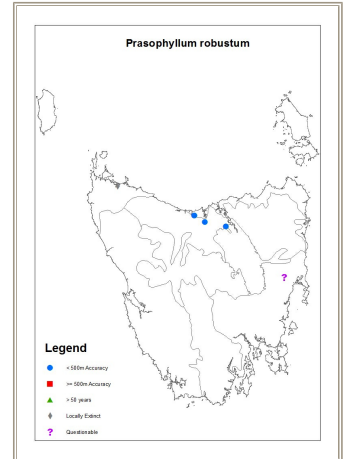 Prasophyllum robustum
?
Legend
< 500m Accuracy
>= 500m Accuracy
> 50 years
Locally Extinct
? Questionable